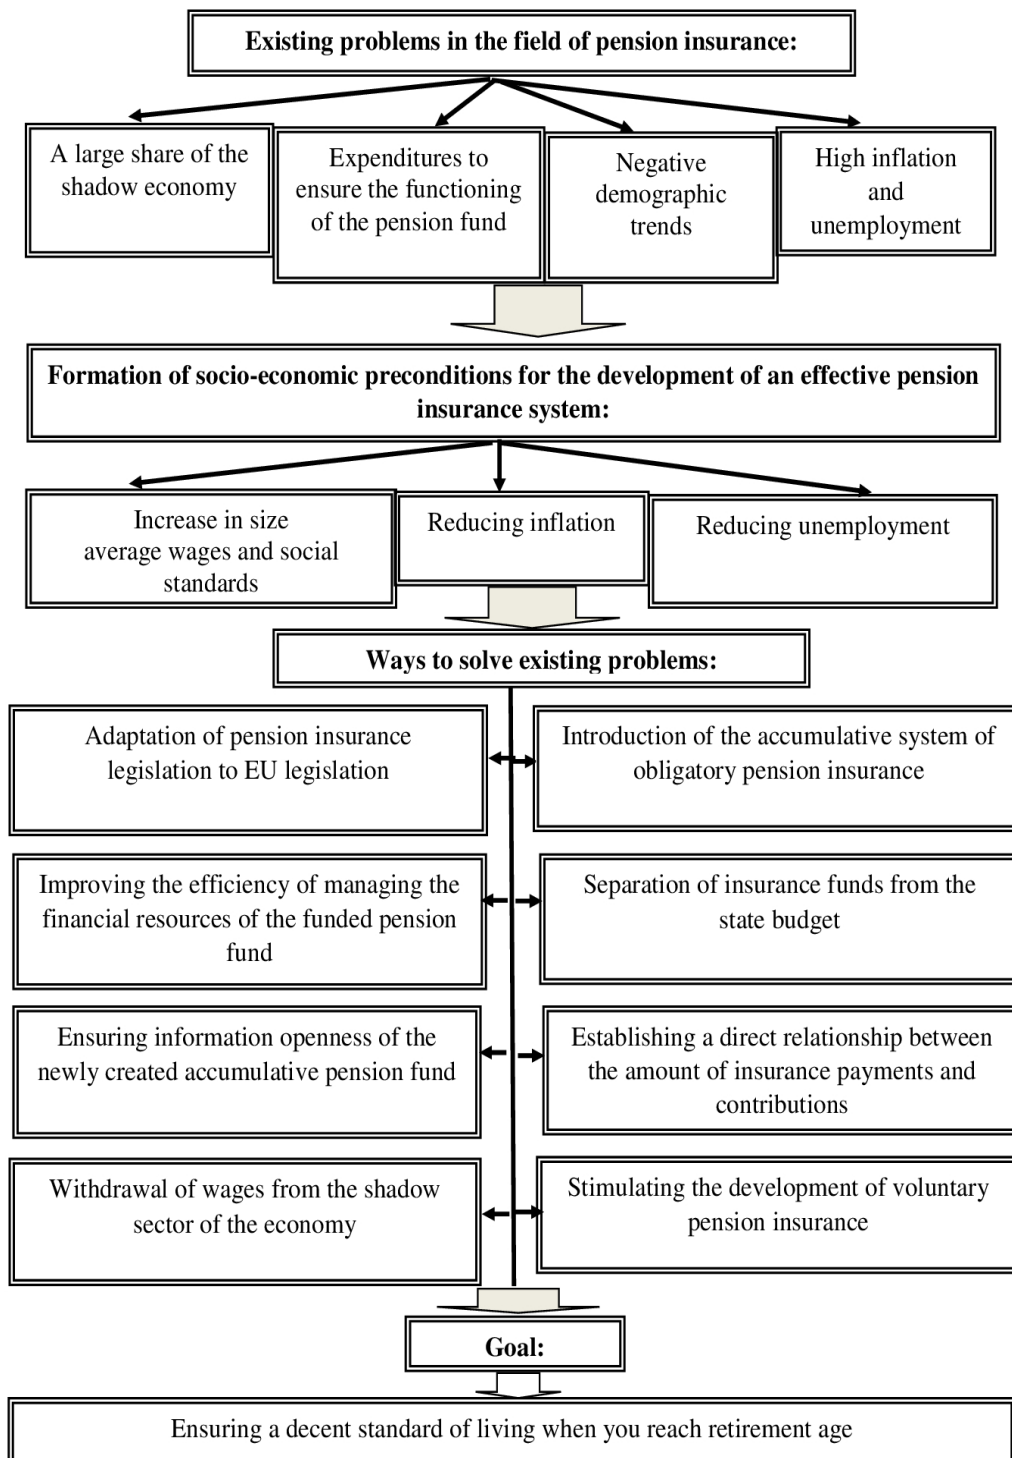 Existing problems in the field of pension insurance:
A large share of the
shadow economy
Expenditures to
ensure the functioning
of the pension fund
Negative
demographic
trends
High inflation
and
unemployment
Formation of socio-economic preconditions for the development of an effective pension
insurance system:
Increase in size
average wages and social
standards
Reducing inflation
Reducing unemployment
Ways to solve existing problems:
Adaptation of pension insurance
legislation to EU legislation
Introduction of the accumulative system of
obligatory pension insurance
Improving the efficiency of managing the
financial resources of the funded pension
fund
Separation of insurance funds from the
state budget
Ensuring information openness of the
newly created accumulative pension fund
Establishing a direct relationship between
the amount of insurance payments and
contributions
Withdrawal of wages from the shadow
sector of the economy
Stimulating the development of voluntary
pension insurance
Goal:
Ensuring a decent standard of living when you reach retirement age